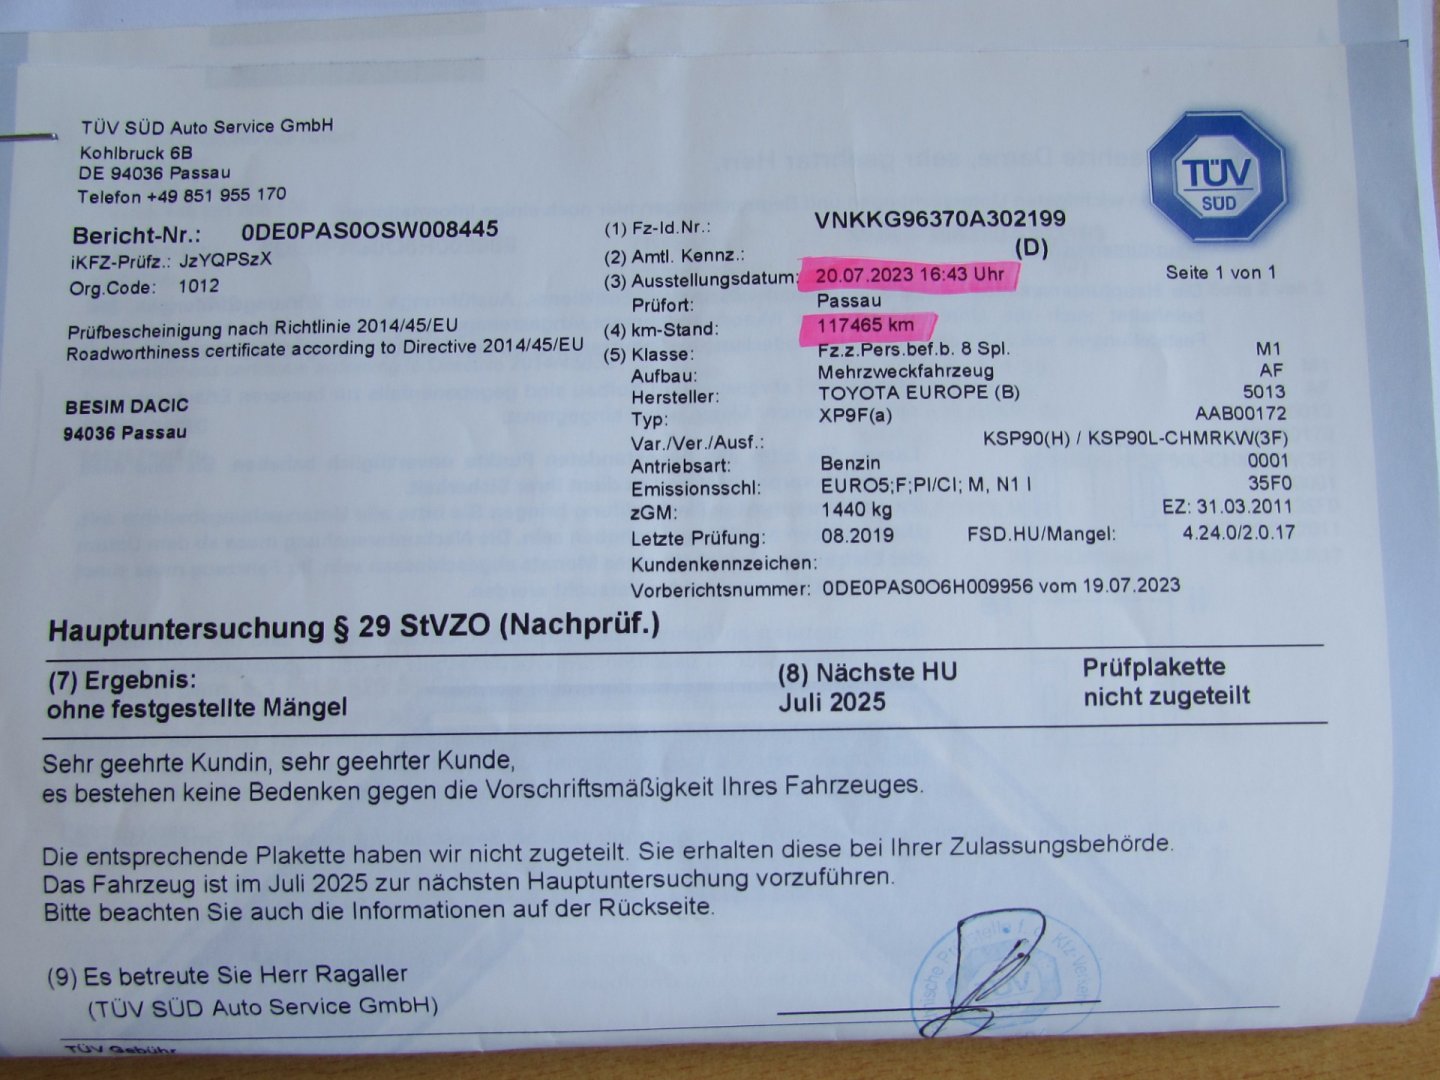 TÜV SÜD Auto Service GmbH
Kohlbruck 6B
DE 94036 Passau
Telefon +49 851 955 170
TÜV
SÜD
Bericht-Nr.: 0DE0PAS0OSW008445
iKFZ-Prüfz.: JzYQPSzX
Org.Code: 1012
Prüfbescheinigung nach Richtlinie 2014/45/EU
Roadworthiness certificate according to Directive 2014/45/EU
BESIM DACIC
94036 Passau
(1) Fz-Id.Nr.: VNKKG96370A302199
(2) Amtl. Kennz.: (D)
(3) Ausstellungsdatum: 20.07.2023 16:43 Uhr Seite 1 von 1
Prüfort: Passau
(4) km-Stand: 117465 km
(5) Klasse: Fz.z.Pers.bef.b. 8 Spl. M1
Aufbau: Mehrzweckfahrzeug AF
Hersteller: TOYOTA EUROPE (B) 5013
Typ: XP9F(a) AAB00172
Var./Ver./Ausf.: KSP90(H) / KSP90L-CHMRKW(3F)
Antriebsart: Benzin 0001
Emissionsschl: EURO5;F;PI/CI; M, N1 I 35F0
zGM: 1440 kg EZ: 31.03.2011
Letzte Prüfung: 08.2019 FSD.HU/Mangel: 4.24.0/2.0.17
Kundenkennzeichen:
Vorberichtsnummer: 0DE0PAS0O6H009956 vom 19.07.2023
Hauptuntersuchung § 29 StVZO (Nachprüf.)
(7) Ergebnis: (8) Nächste HU Prüfplakette
ohne festgestellte Mängel Juli 2025 nicht zugeteilt
Sehr geehrte Kundin, sehr geehrter Kunde,
es bestehen keine Bedenken gegen die Vorschriftsmäßigkeit Ihres Fahrzeuges.
Die entsprechende Plakette haben wir nicht zugeteilt. Sie erhalten diese bei Ihrer Zulassungsbehörde.
Das Fahrzeug ist im Juli 2025 zur nächsten Hauptuntersuchung vorzuführen.
Bitte beachten Sie auch die Informationen auf der Rückseite.
(9) Es betreute Sie Herr Ragaller
(TÜV SÜD Auto Service GmbH)
TÜV Gebühr